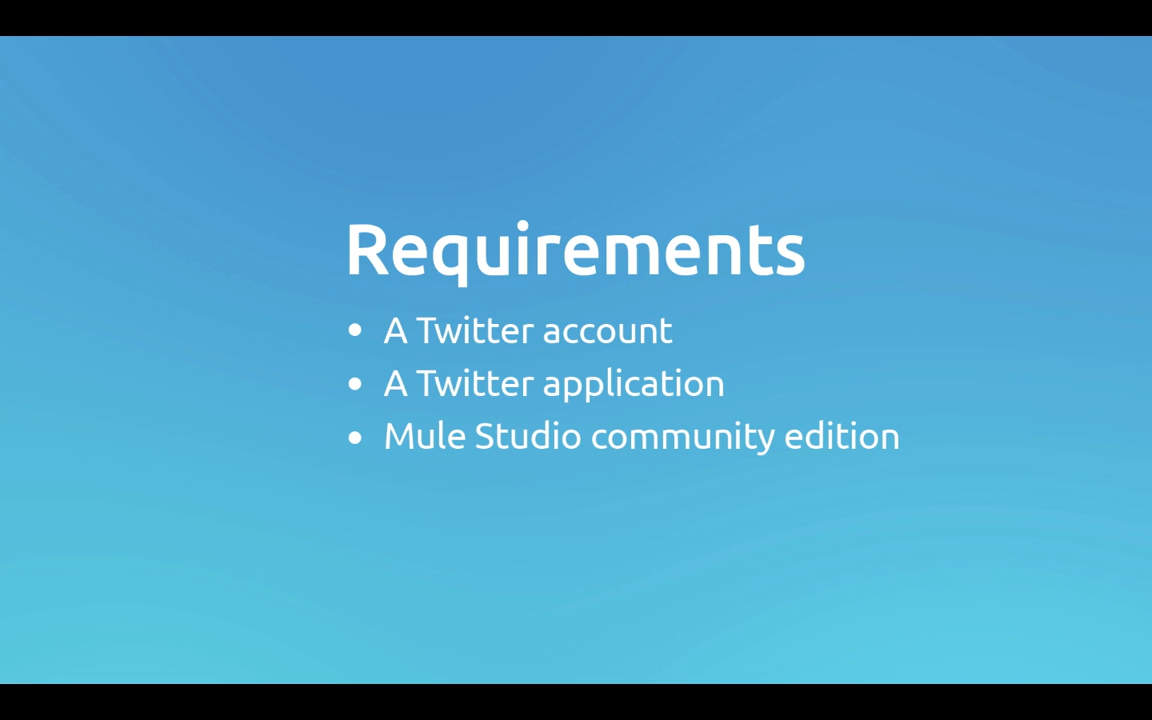 Requirements
• A Twitter account
• A Twitter application
• Mule Studio community edition